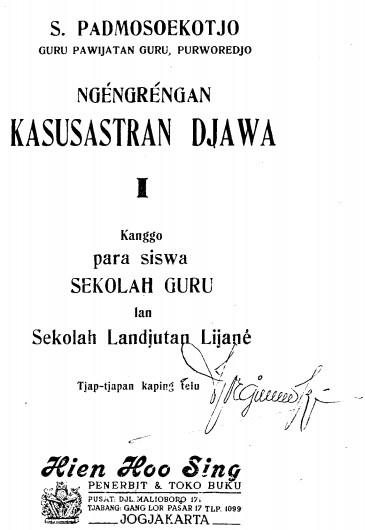 S. PADMOSOEKOTJO
GURU PAWIJATAN GURU, PURWOREDJO
NGÉNGRÉNGAN
KASUSASTRAN DJAWA
I
Kanggo
para siswa
SEKOLAH GURU
lan
Sekolah Landjutan Lijané
Tjap-tjapan kaping telu
Hien Hoo Sing
PENERBIT & TOKO BUKU
PUSAT: DJL. MALIOBORO 17
TJABANG: GANG LOR PASAR 17 TLP. 1099
JOGJAKARTA